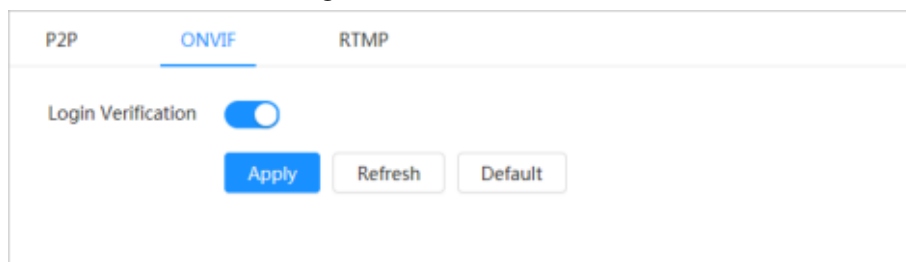 P2P ONVIF RTMP
Login Verification
Apply Refresh Default